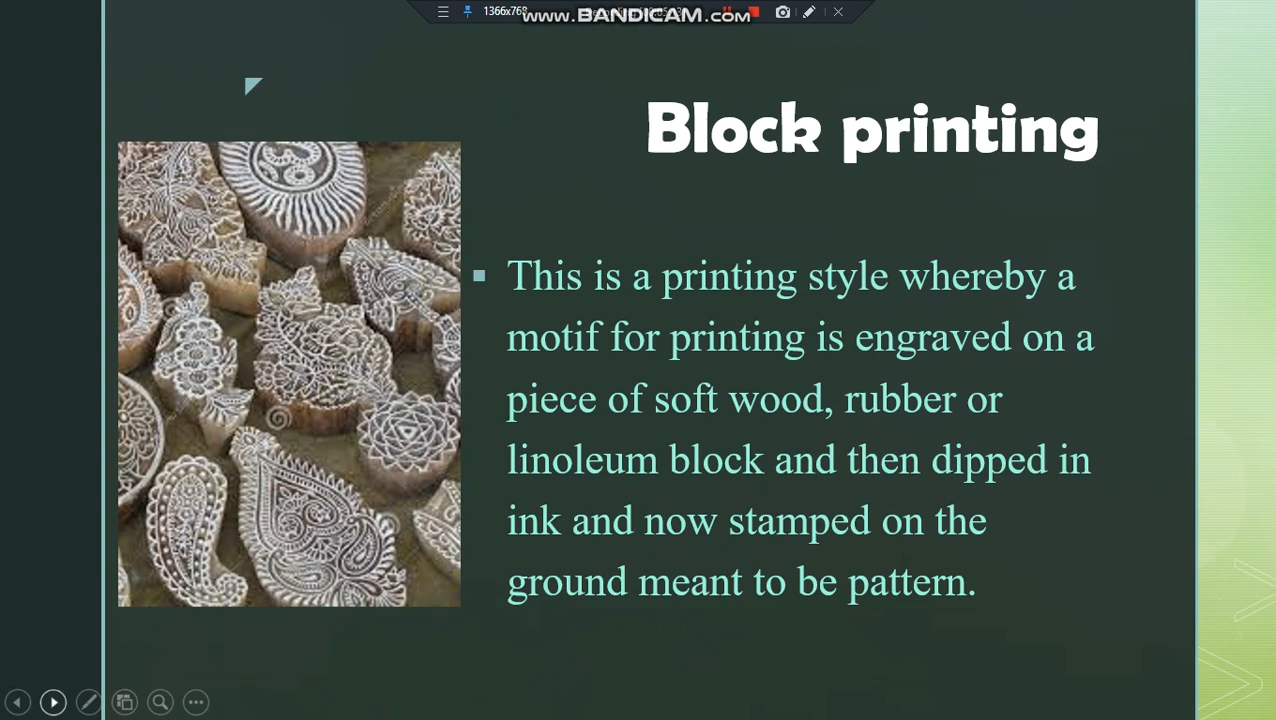 1366x768
www.BANDICAM.com
Block printing
This is a printing style whereby a
motif for printing is engraved on a
piece of soft wood, rubber or
linoleum block and then dipped in
ink and now stamped on the
ground meant to be pattern.